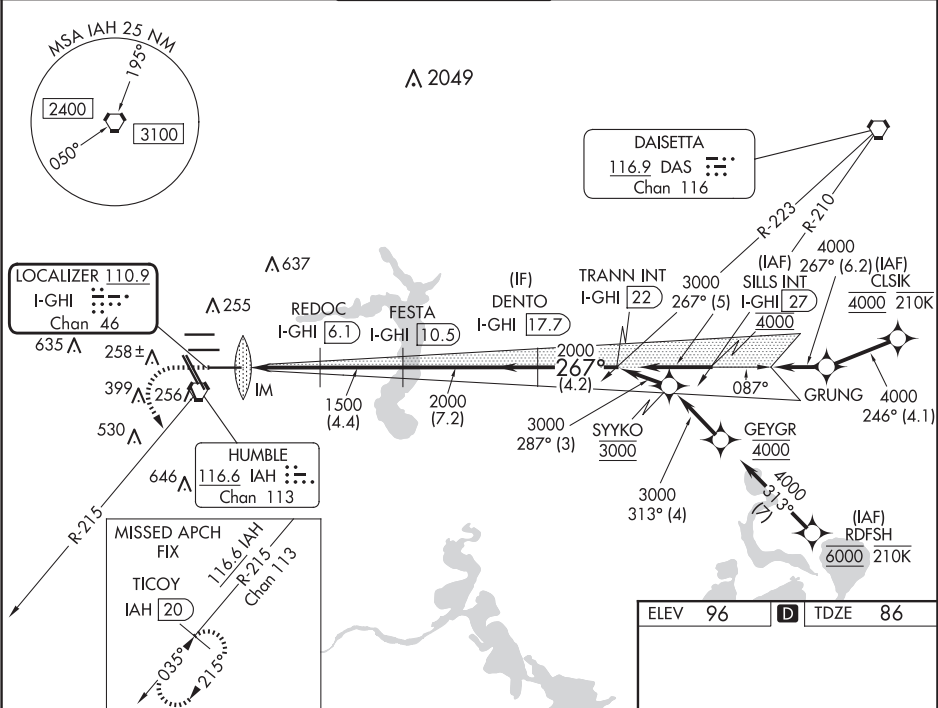 MSA IAH 25 NM
195°
2400
3100
050°
2049
DAISETTA
116.9 DAS
Chan 116
R-223
R-210
LOCALIZER 110.9
I-GHI
Chan 46
637
255
635
258±
399
256
530
646
IM
REDOC
I-GHI 6.1
FESTA
I-GHI 10.5
(IF)
DENTO
I-GHI 17.7
TRANN INT
I-GHI 22
3000
267° (5)
(IAF)
SILLS INT
I-GHI 27
4000
4000
267° (6.2)
(IAF)
CLSIK
4000 210K
2000
267°
(4.2)
087°
GRUNG
4000
246° (4.1)
1500
(4.4)
2000
(7.2)
3000
287° (3)
SYYKO
3000
GEYGR
4000
3000
313° (4)
4000
313°
(7)
(IAF)
RDFSH
6000 210K
HUMBLE
116.6 IAH
Chan 113
R-215
MISSED APCH
FIX
TICOY
IAH 20
116.6 IAH
R-215
Chan 113
035°
215°
ELEV 96 D TDZE 86